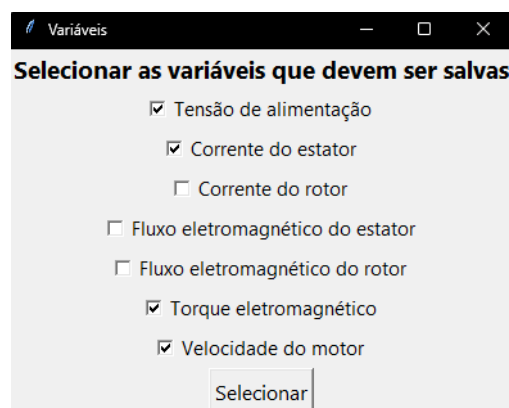 Variáveis
Selecionar as variáveis que devem ser salvas
Tensão de alimentação
Corrente do estator
Corrente do rotor
Fluxo eletromagnético do estator
Fluxo eletromagnético do rotor
Torque eletromagnético
Velocidade do motor
Selecionar